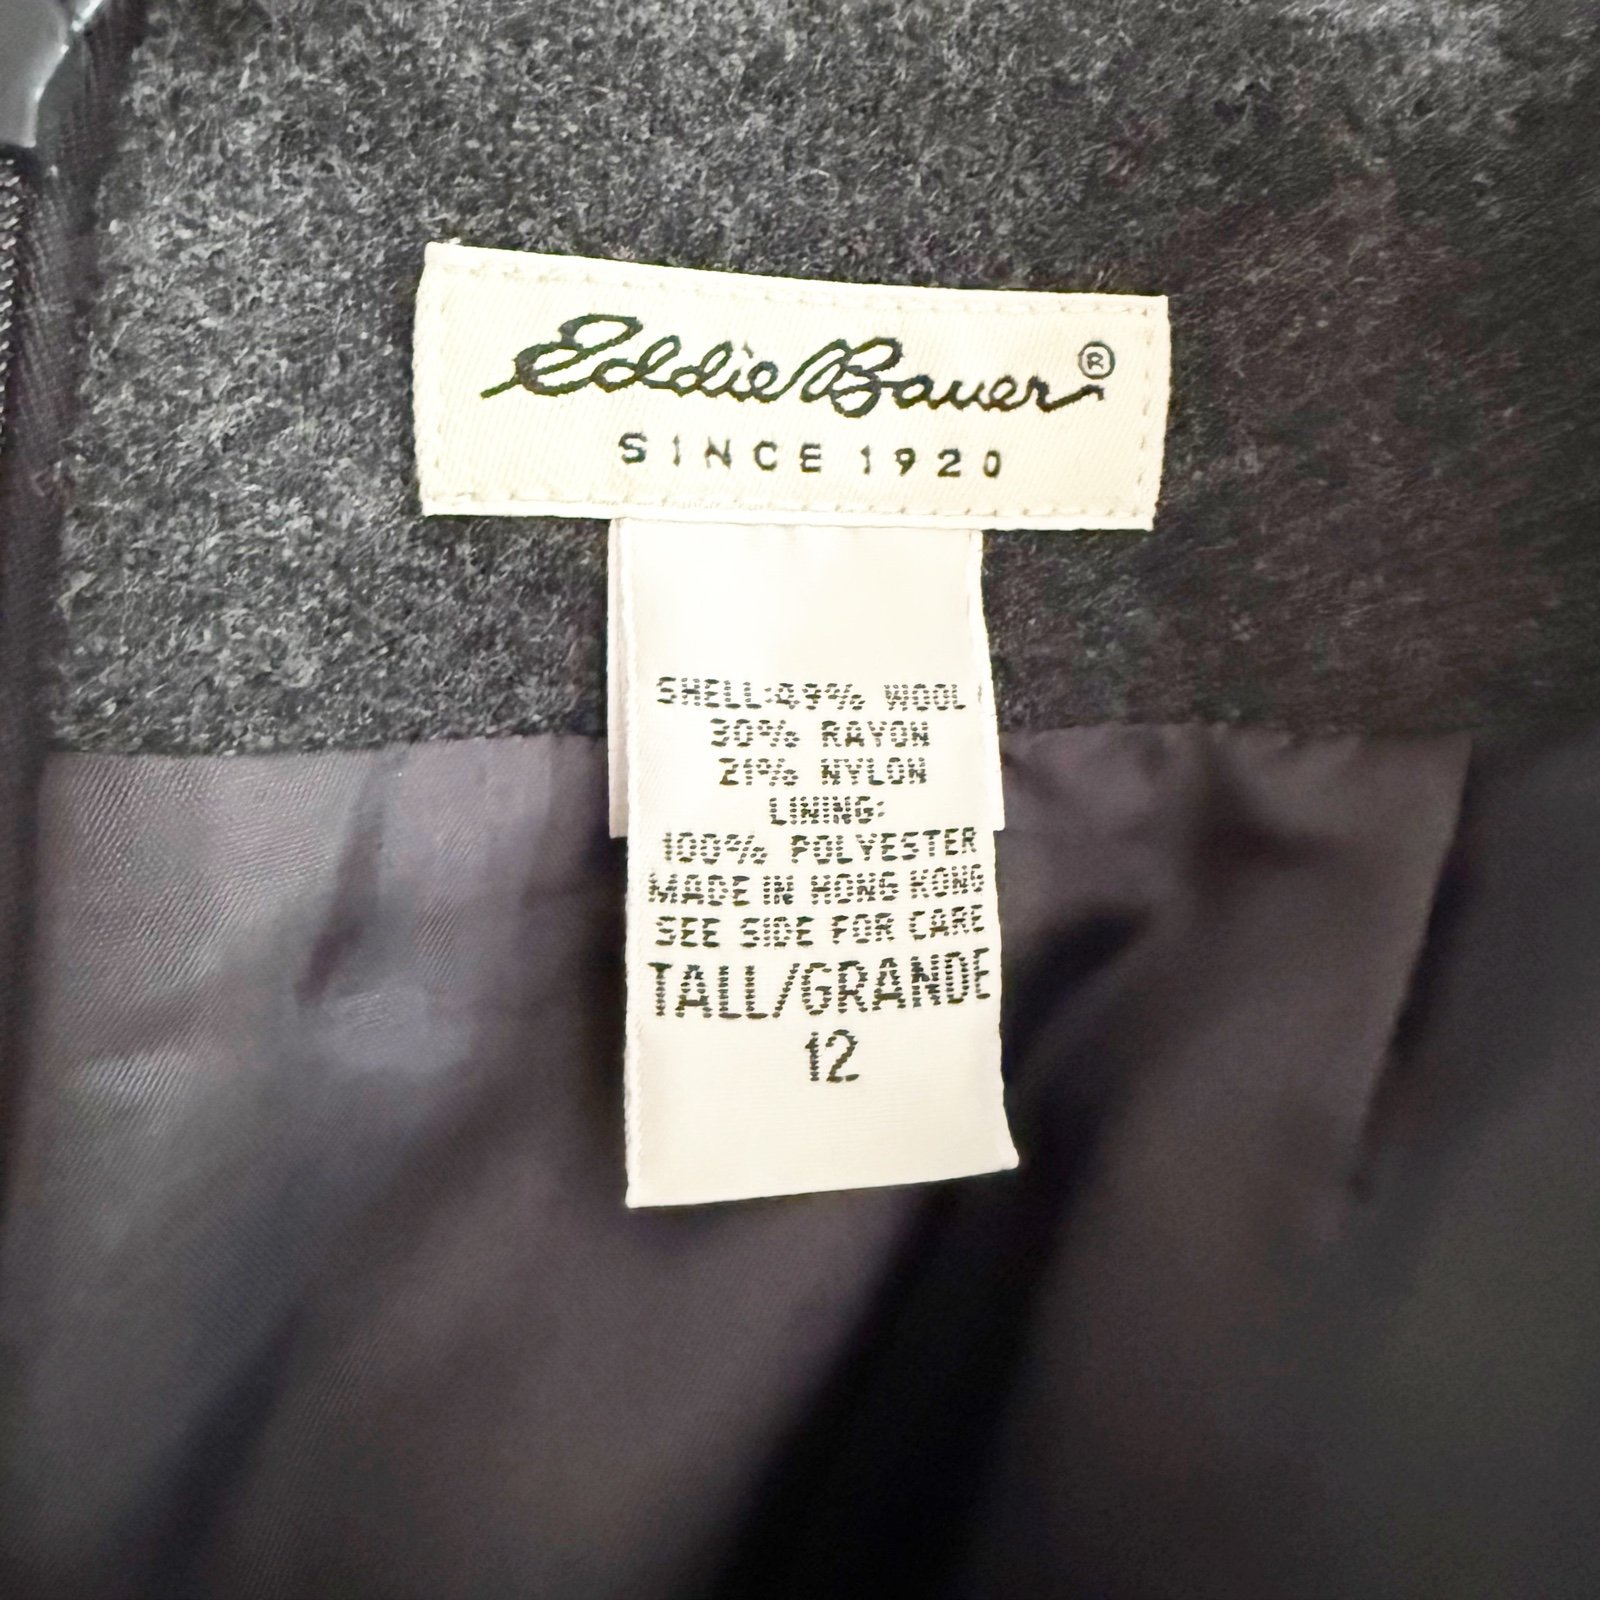 Eddie Bauer®
SINCE 1920
SHELL:49% WOOL
30% RAYON
21% NYLON
LINING:
100% POLYESTER
MADE IN HONG KONG
SEE SIDE FOR CARE
TALL/GRANDE
12